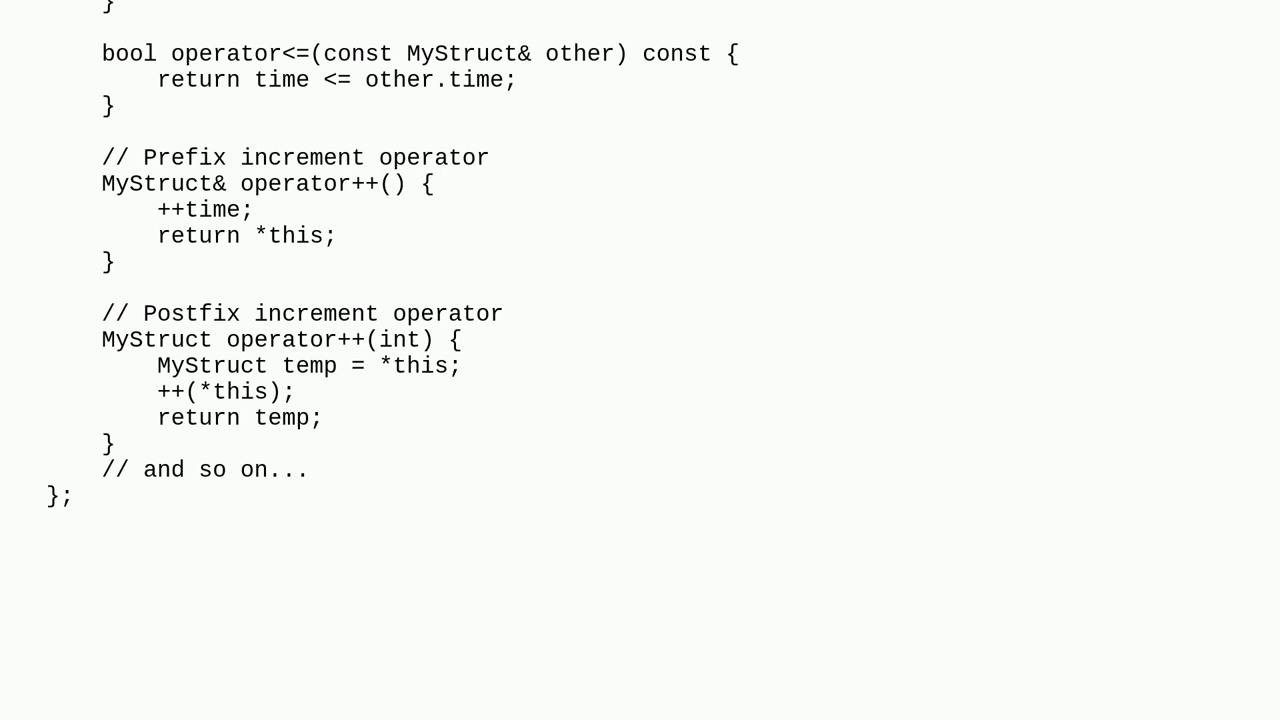 }
bool operator<=(const MyStruct& other) const {
return time <= other.time;
}
// Prefix increment operator
MyStruct& operator++() {
++time;
return *this;
}
// Postfix increment operator
MyStruct operator++(int) {
MyStruct temp = *this;
++(*this);
return temp;
}
// and so on...
};